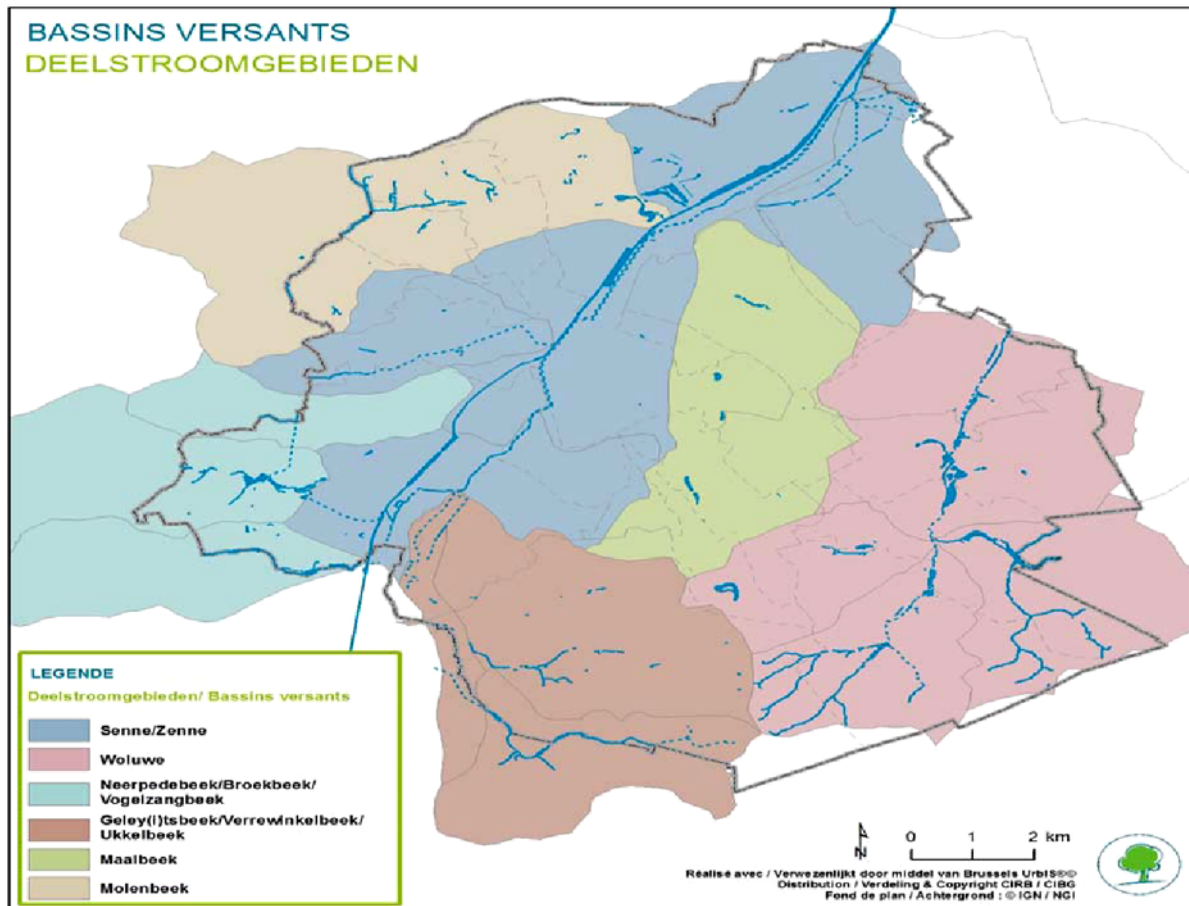 BASSINS VERSANTS
DEELSTROOMGEBIEDEN
LEGENDE
Deelstroomgebieden/ Bassins versants
Senne/Zenne
Woluwe
Neerpedebeek/Broekbeek/
Vogelzangbeek
Geley(i)tsbeek/Verrewinkelbeek/
Ukkelbeek
Maalbeek
Molenbeek
N
0 1 2 km
Réalisé avec / Verwezenlijkt door middel van Brussels UrbIS®©
Distribution / Verdeling & Copyright CIRB / CIBG
Fond de plan / Achtergrond : © IGN / NGI